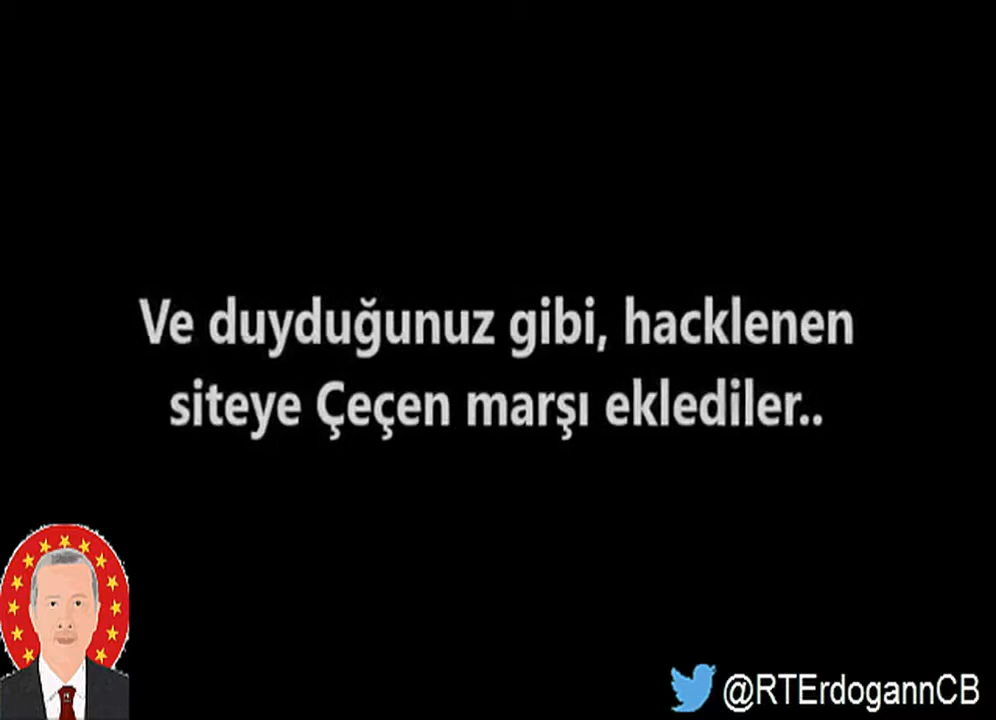 Ve duyduğunuz gibi, hacklenen
siteye Çeçen marşı eklediler..
@RTErdogannCB